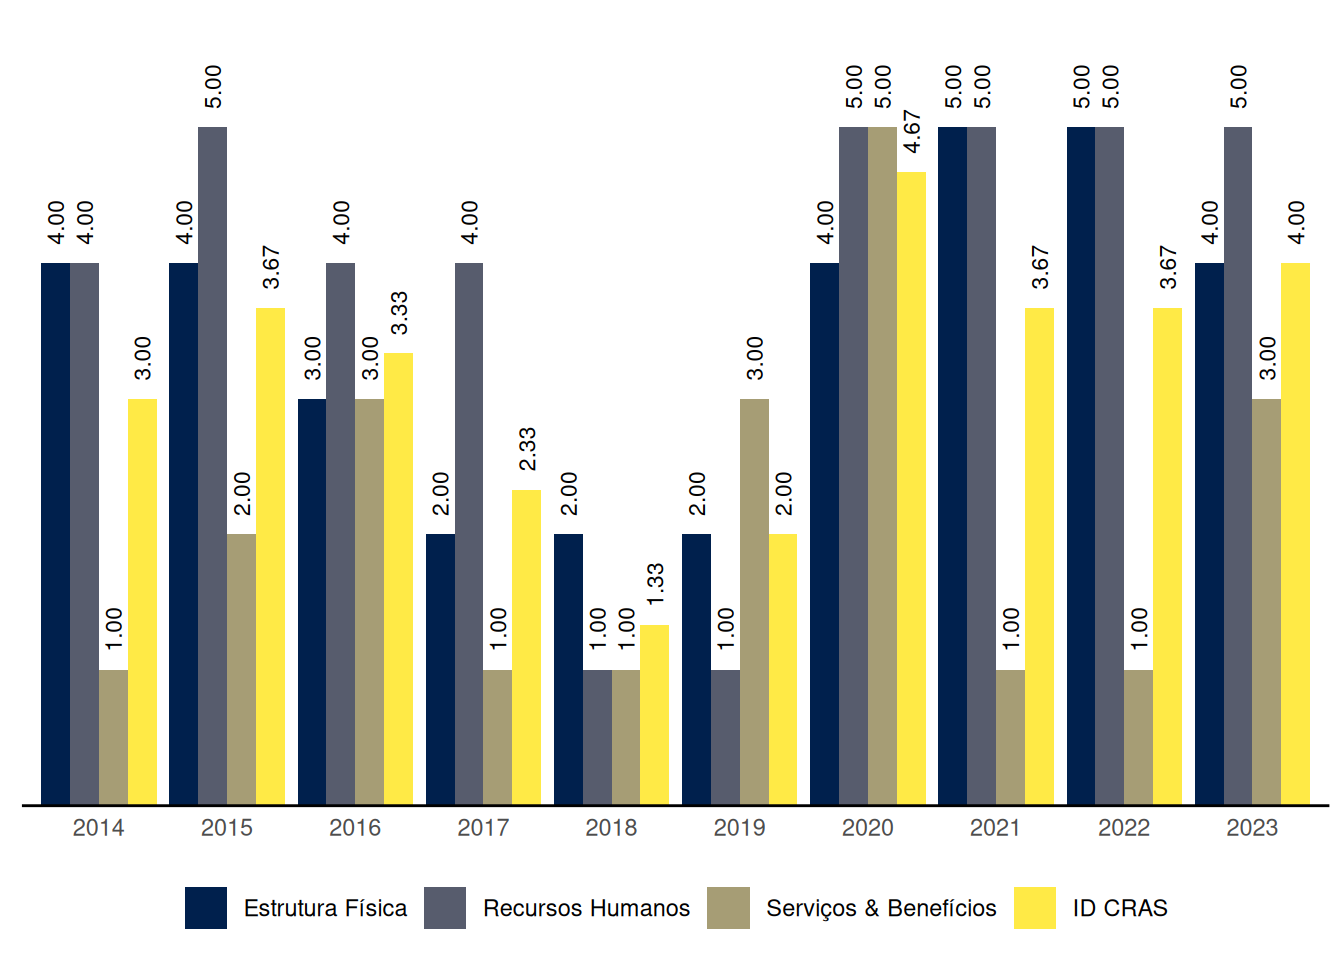 4.00 4.00 1.00 3.00 4.00 5.00 2.00 3.67 3.00 4.00 3.00 3.33 2.00 4.00 1.00 2.33 2.00 1.00 1.00 1.33 2.00 1.00 3.00 2.00 4.00 5.00 5.00 4.67 5.00 5.00 1.00 3.67 5.00 5.00 1.00 3.67 4.00 5.00 3.00 4.00
2014 2015 2016 2017 2018 2019 2020 2021 2022 2023
Estrutura Física Recursos Humanos Serviços & Benefícios ID CRAS